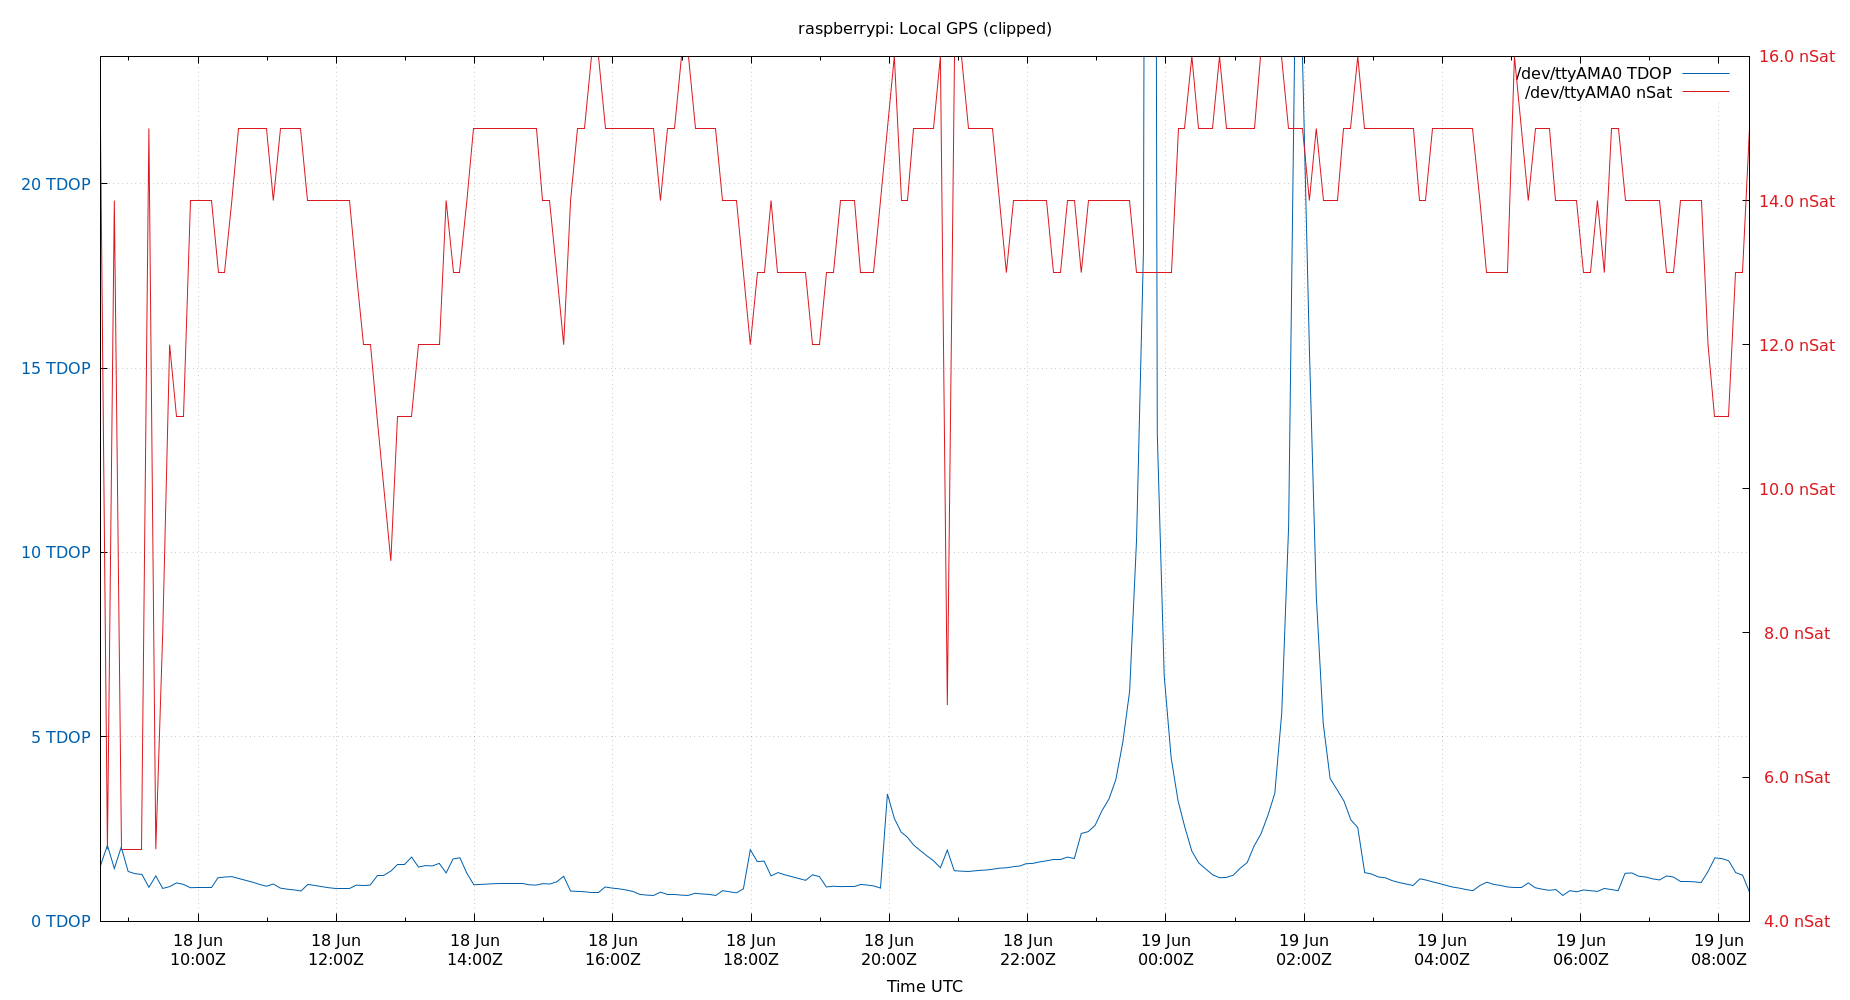 raspberrypi: Local GPS (clipped)
16.0 nSat
/dev/ttyAMA0 TDOP
/dev/ttyAMA0 nSat
20 TDOP
14.0 nSat
15 TDOP
12.0 nSat
10.0 nSat
10 TDOP
8.0 nSat
5 TDOP
6.0 nSat
0 TDOP
4.0 nSat
18 Jun 18 Jun 18 Jun 18 Jun 18 Jun 18 Jun 18 Jun 19 Jun 19 Jun 19 Jun 19 Jun 19 Jun
10:00Z 12:00Z 14:00Z 16:00Z 18:00Z 20:00Z 22:00Z 00:00Z 02:00Z 04:00Z 06:00Z 08:00Z
Time UTC